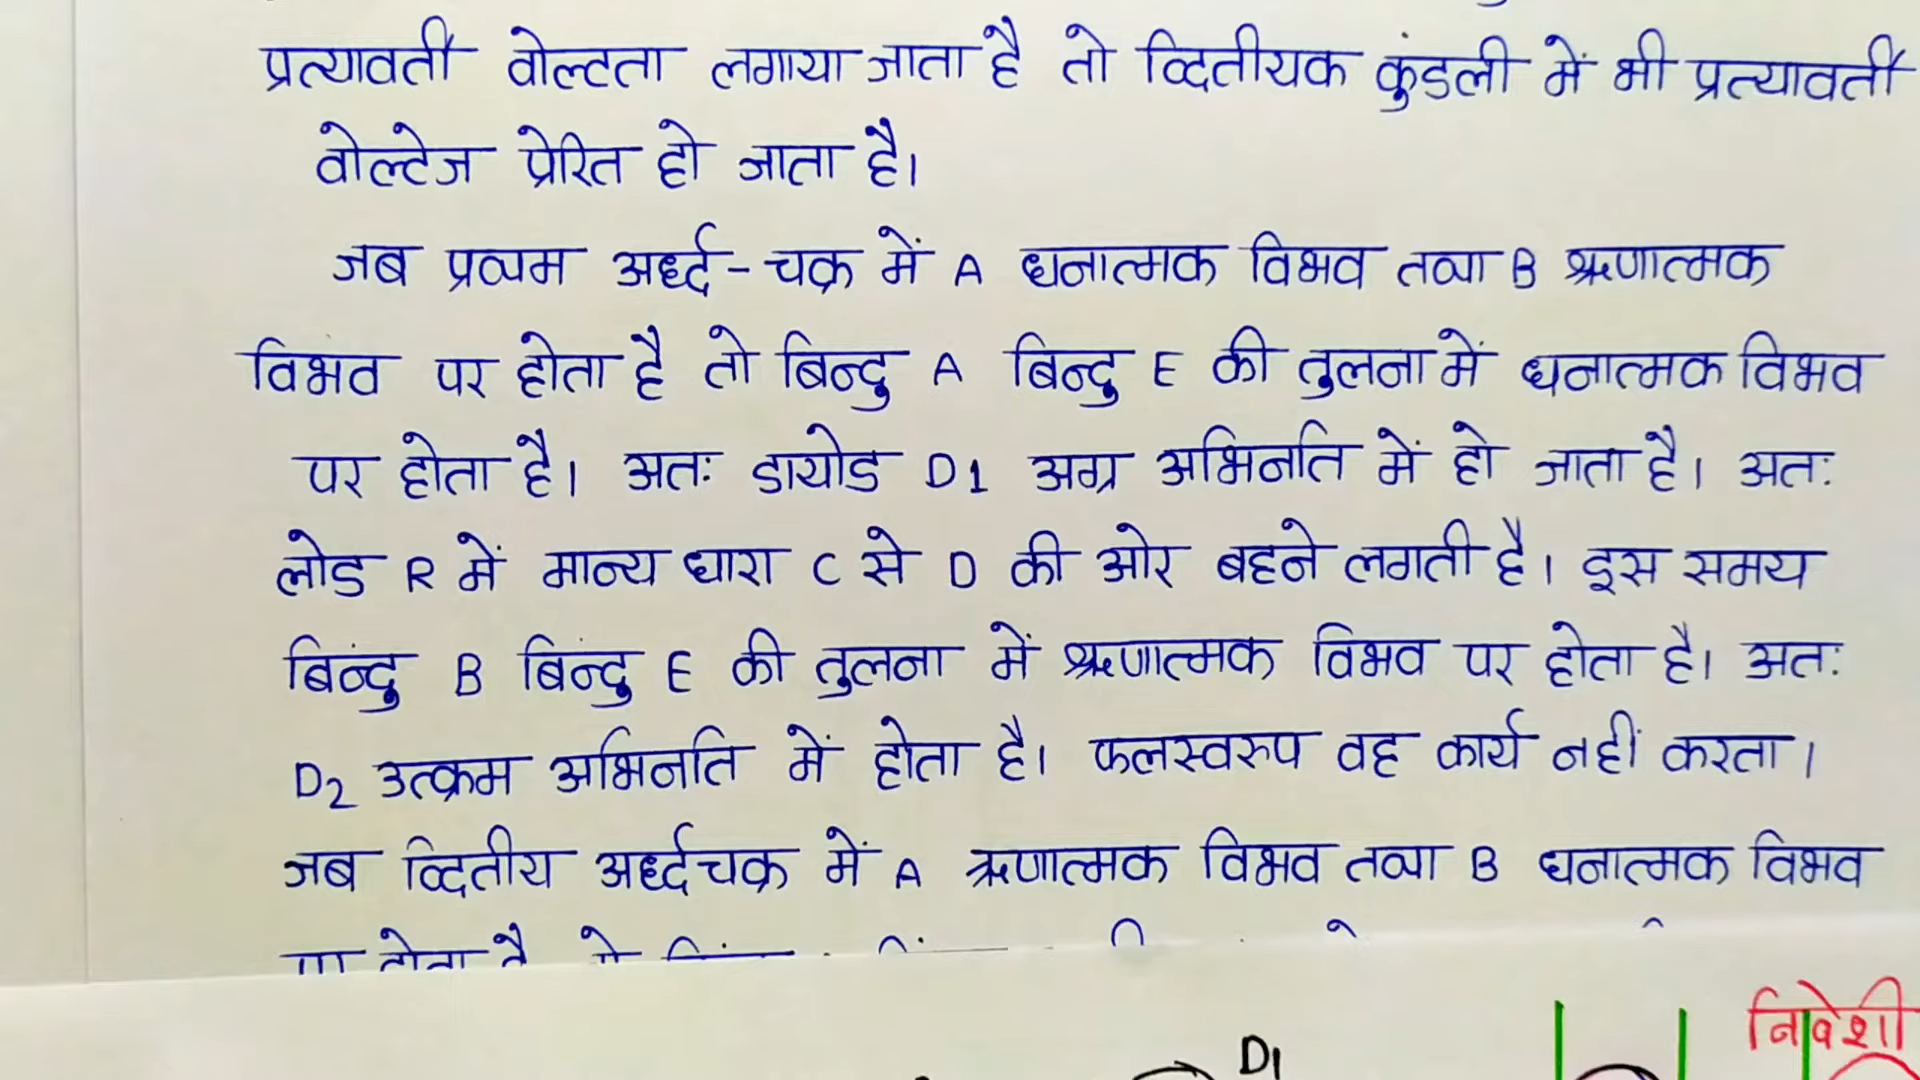 प्रत्यावर्ती वोल्टता लगाया जाता है तो द्वितीयक कुंडली में भी प्रत्यावर्ती
वोल्टेज प्रेरित हो जाता है।
जब प्रथम अर्ध्द-चक्र में A धनात्मक विभव तथा B ऋणात्मक
विभव पर होता है तो बिन्दु A बिन्दु E की तुलना में धनात्मक विभव
पर होता है। अतः डायोड D1 अग्र अभिनति में हो जाता है। अतः
लोड R में मान्य धारा C से D की ओर बहने लगती है। इस समय
बिंन्दु B बिन्दु E की तुलना में ऋणात्मक विभव पर होता है। अतः
D2 उत्क्रम अभिनति में होता है। फलस्वरुप वह कार्य नहीं करता।
जब द्वितीय अर्ध्दचक्र में A ऋणात्मक विभव तथा B धनात्मक विभव
D1
निवेशी